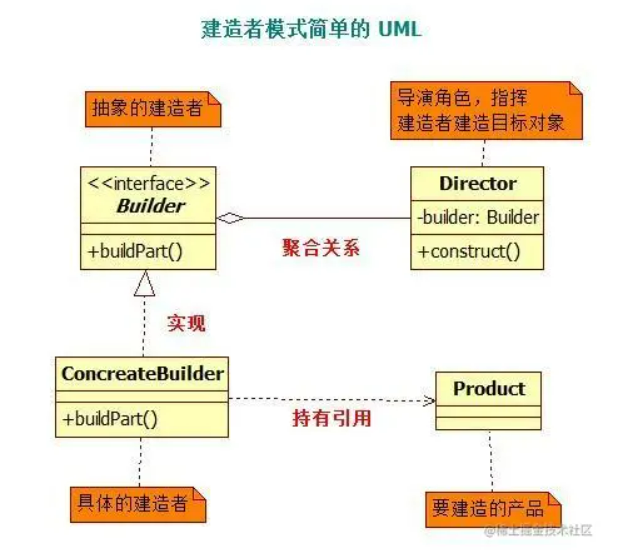 建造者模式简单的 UML
抽象的建造者
导演角色，指挥
建造者建造目标对象
<<interface>>
Builder
+buildPart()
Director
-builder: Builder
+construct()
聚合关系
实现
ConcreateBuilder
+buildPart()
持有引用
Product
具体的建造者
要建造的产品
@稀土掘金技术社区